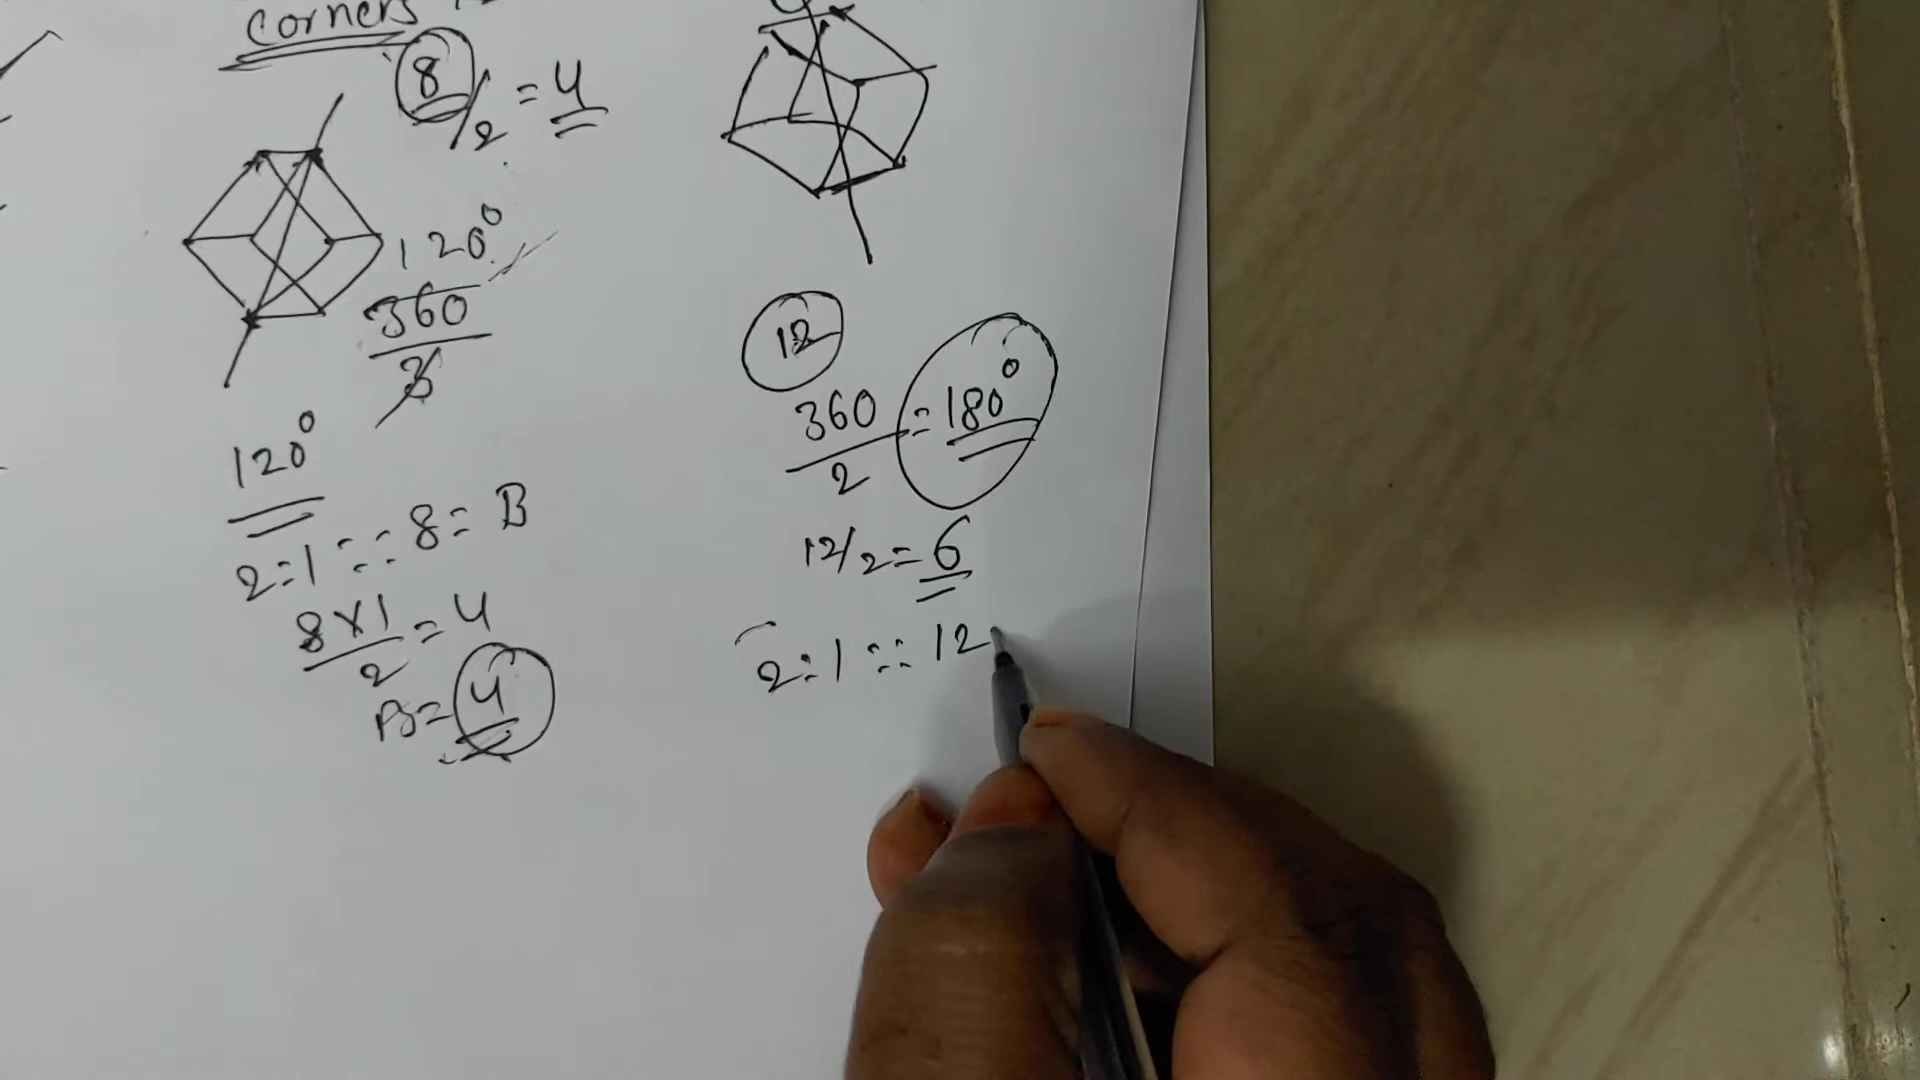 corners
8/2 = 4
120°
360
3
120°
2:1 :: 8 = B
8×1/2 = 4
B = 4
12
360/2 = 180°
12/2 = 6
2:1 :: 12